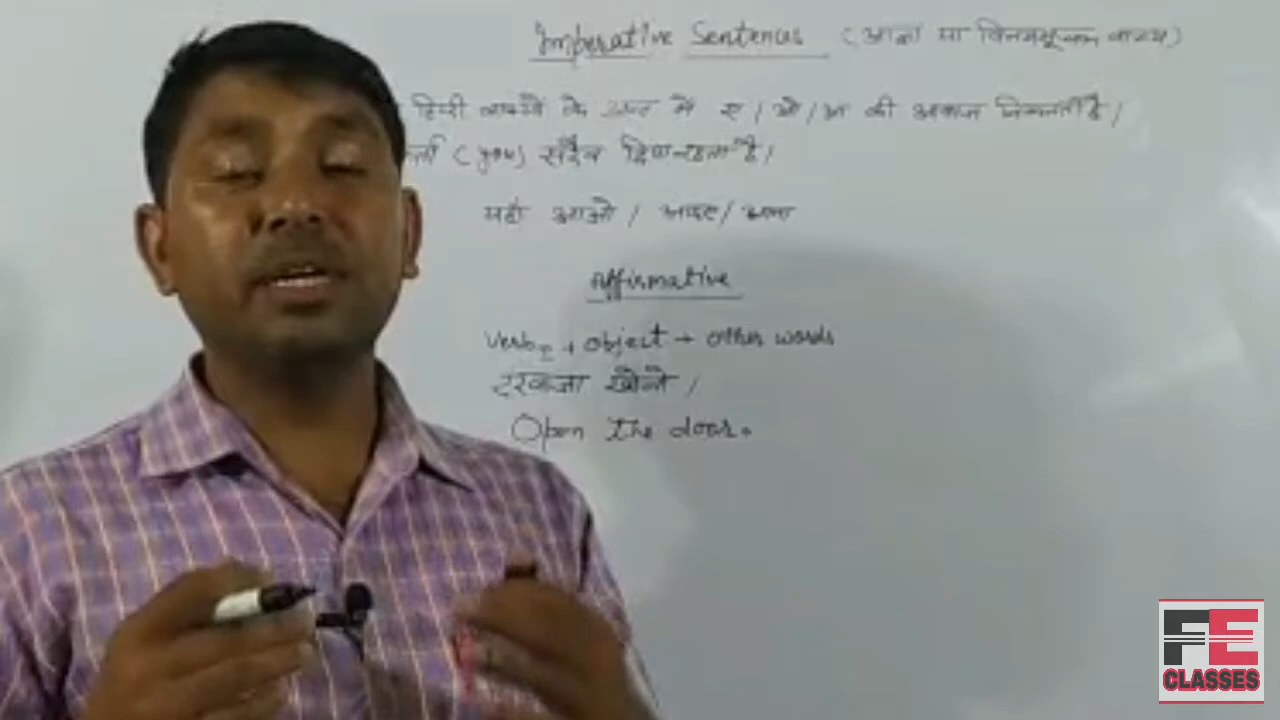 Imperative Sentences (आज्ञा या विनयसूचक वाक्य)
हिन्दी वाक्यों के अन्त में ए / ओ / आ की आवाज निकलती है।
कर्ता (you) सदैव छिपा रहता है।
यहाँ आओ / आइए / आना
Affirmative
Verb + object + other words
दरवाजा खोलो।
Open the door.
FE
CLASSES